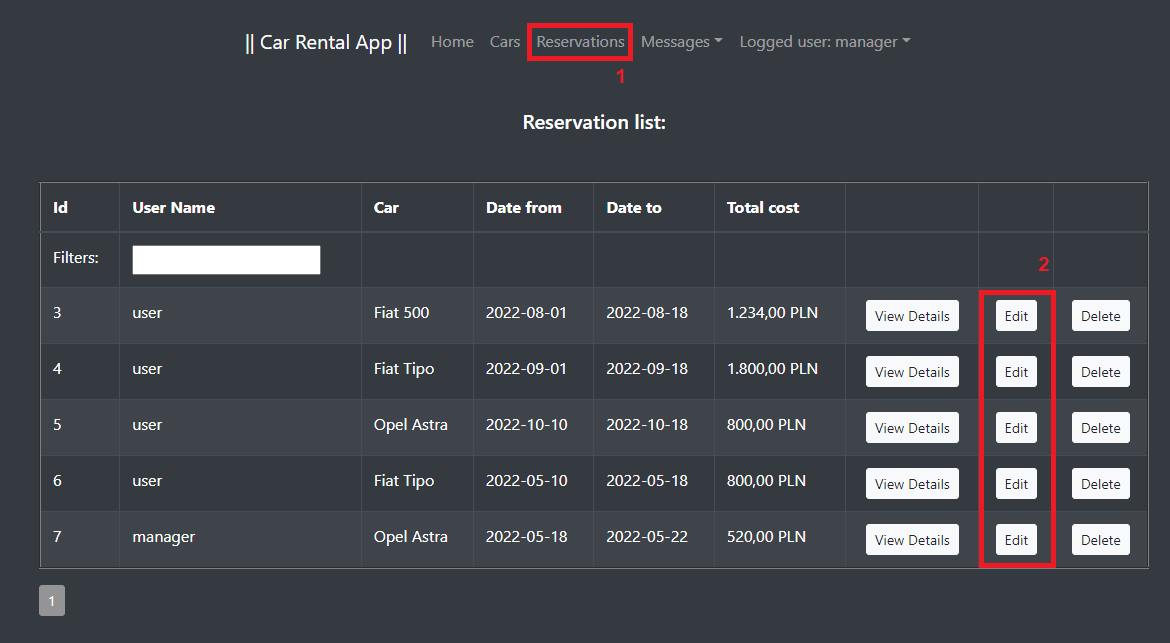 || Car Rental App || Home Cars Reservations Messages Logged user: manager
1
Reservation list:
Id User Name Car Date from Date to Total cost
Filters:
2
3 user Fiat 500 2022-08-01 2022-08-18 1.234,00 PLN View Details Edit Delete
4 user Fiat Tipo 2022-09-01 2022-09-18 1.800,00 PLN View Details Edit Delete
5 user Opel Astra 2022-10-10 2022-10-18 800,00 PLN View Details Edit Delete
6 user Fiat Tipo 2022-05-10 2022-05-18 800,00 PLN View Details Edit Delete
7 manager Opel Astra 2022-05-18 2022-05-22 520,00 PLN View Details Edit Delete
1